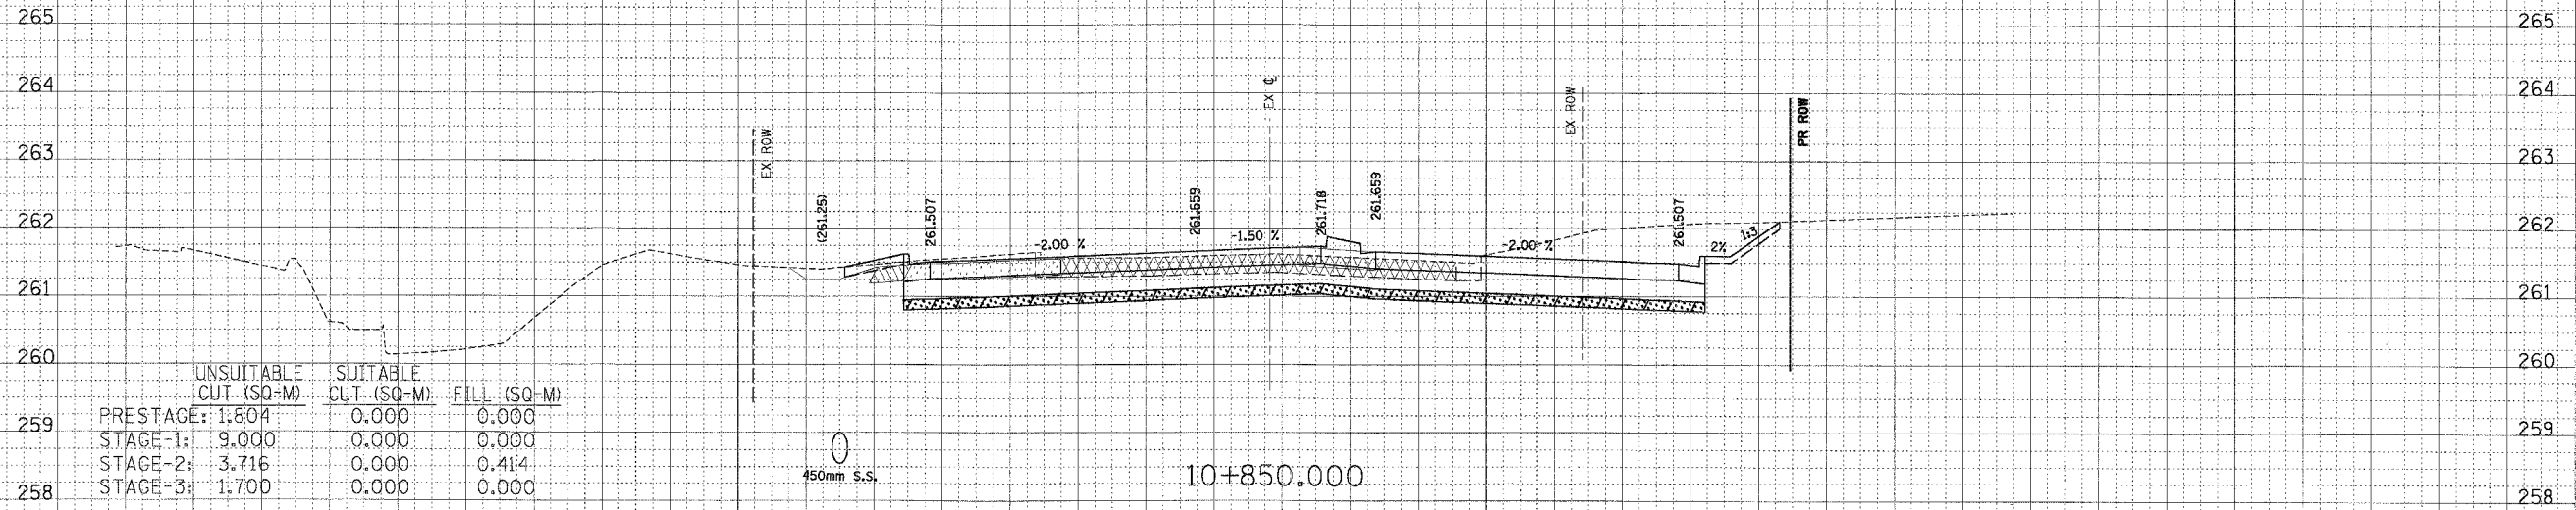 265 265
264 264
263 263
262 262
261 261
260 260
259 259
258 258
EX ROW
EX ℄
EX ROW
PR ROW
(261.25)
261.507
261.659
261.718
261.659
261.507
-2.00 %
-1.50 %
-2.00 %
2%
1:3
UNSUITABLE SUITABLE
CUT (SQ-M) CUT (SQ-M) FILL (SQ-M)
PRESTAGE: 1.804 0.000 0.000
STAGE-1: 9.000 0.000 0.000
STAGE-2: 3.716 0.000 0.414
STAGE-3: 1.700 0.000 0.000
450mm S.S.
10+850.000